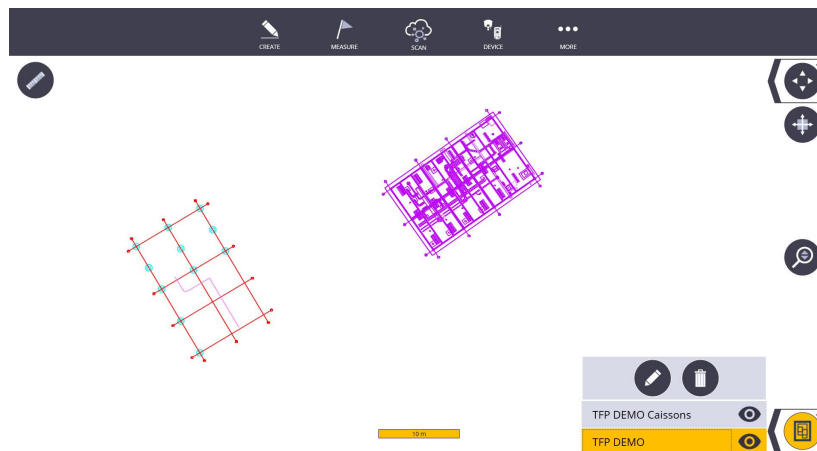 CREATE
MEASURE
SCAN
DEVICE
MORE
10 m
TFP DEMO Caissons
TFP DEMO